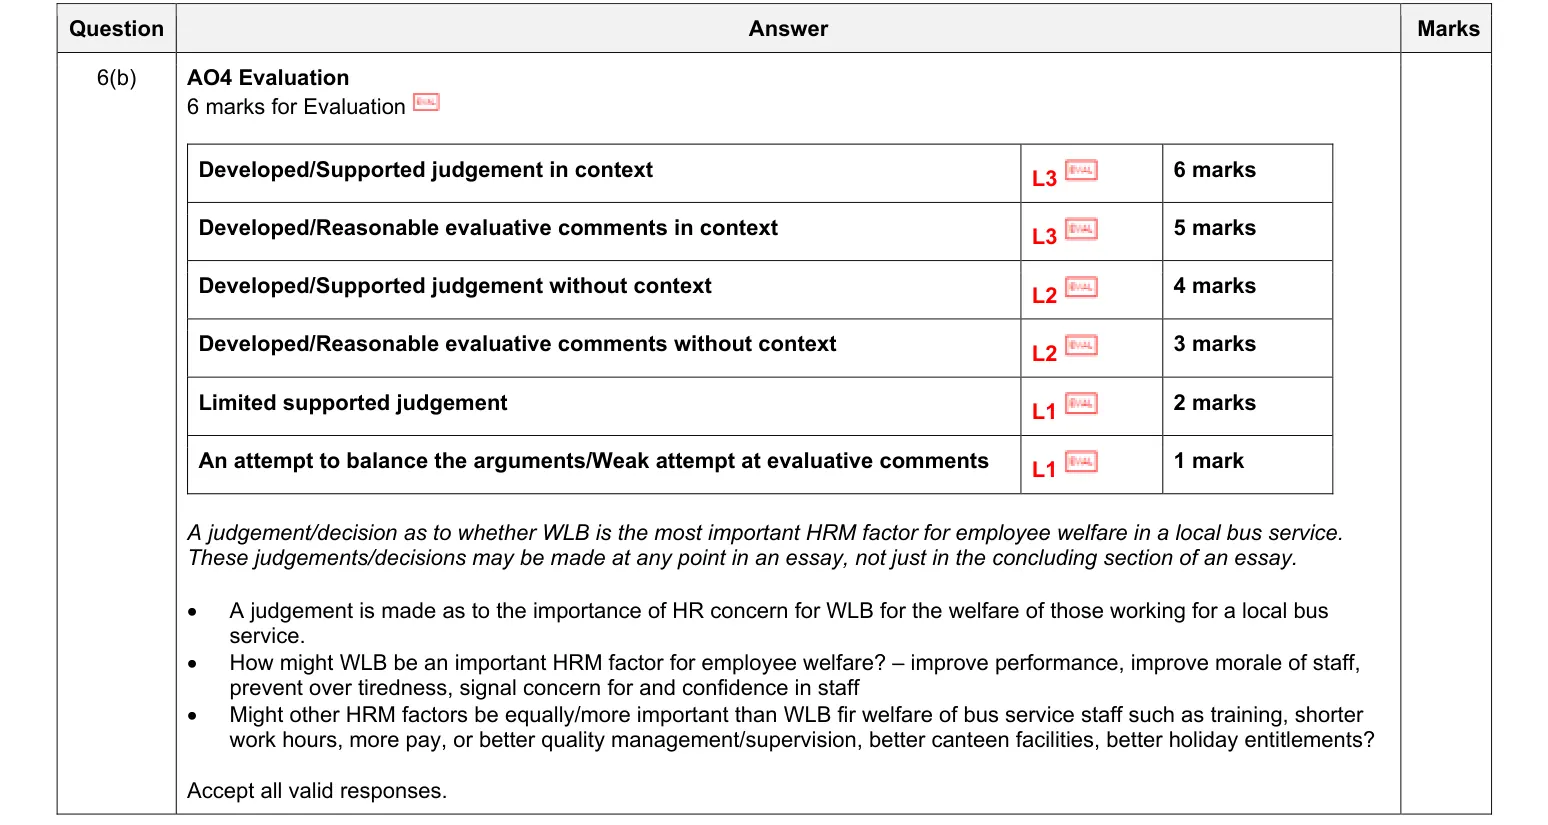 Question Answer Marks
6(b) AO4 Evaluation
6 marks for Evaluation EVAL
Developed/Supported judgement in context L3 EVAL 6 marks
Developed/Reasonable evaluative comments in context L3 EVAL 5 marks
Developed/Supported judgement without context L2 EVAL 4 marks
Developed/Reasonable evaluative comments without context L2 EVAL 3 marks
Limited supported judgement L1 EVAL 2 marks
An attempt to balance the arguments/Weak attempt at evaluative comments L1 EVAL 1 mark
A judgement/decision as to whether WLB is the most important HRM factor for employee welfare in a local bus service.
These judgements/decisions may be made at any point in an essay, not just in the concluding section of an essay.
• A judgement is made as to the importance of HR concern for WLB for the welfare of those working for a local bus
service.
• How might WLB be an important HRM factor for employee welfare? – improve performance, improve morale of staff,
prevent over tiredness, signal concern for and confidence in staff
• Might other HRM factors be equally/more important than WLB fir welfare of bus service staff such as training, shorter
work hours, more pay, or better quality management/supervision, better canteen facilities, better holiday entitlements?
Accept all valid responses.